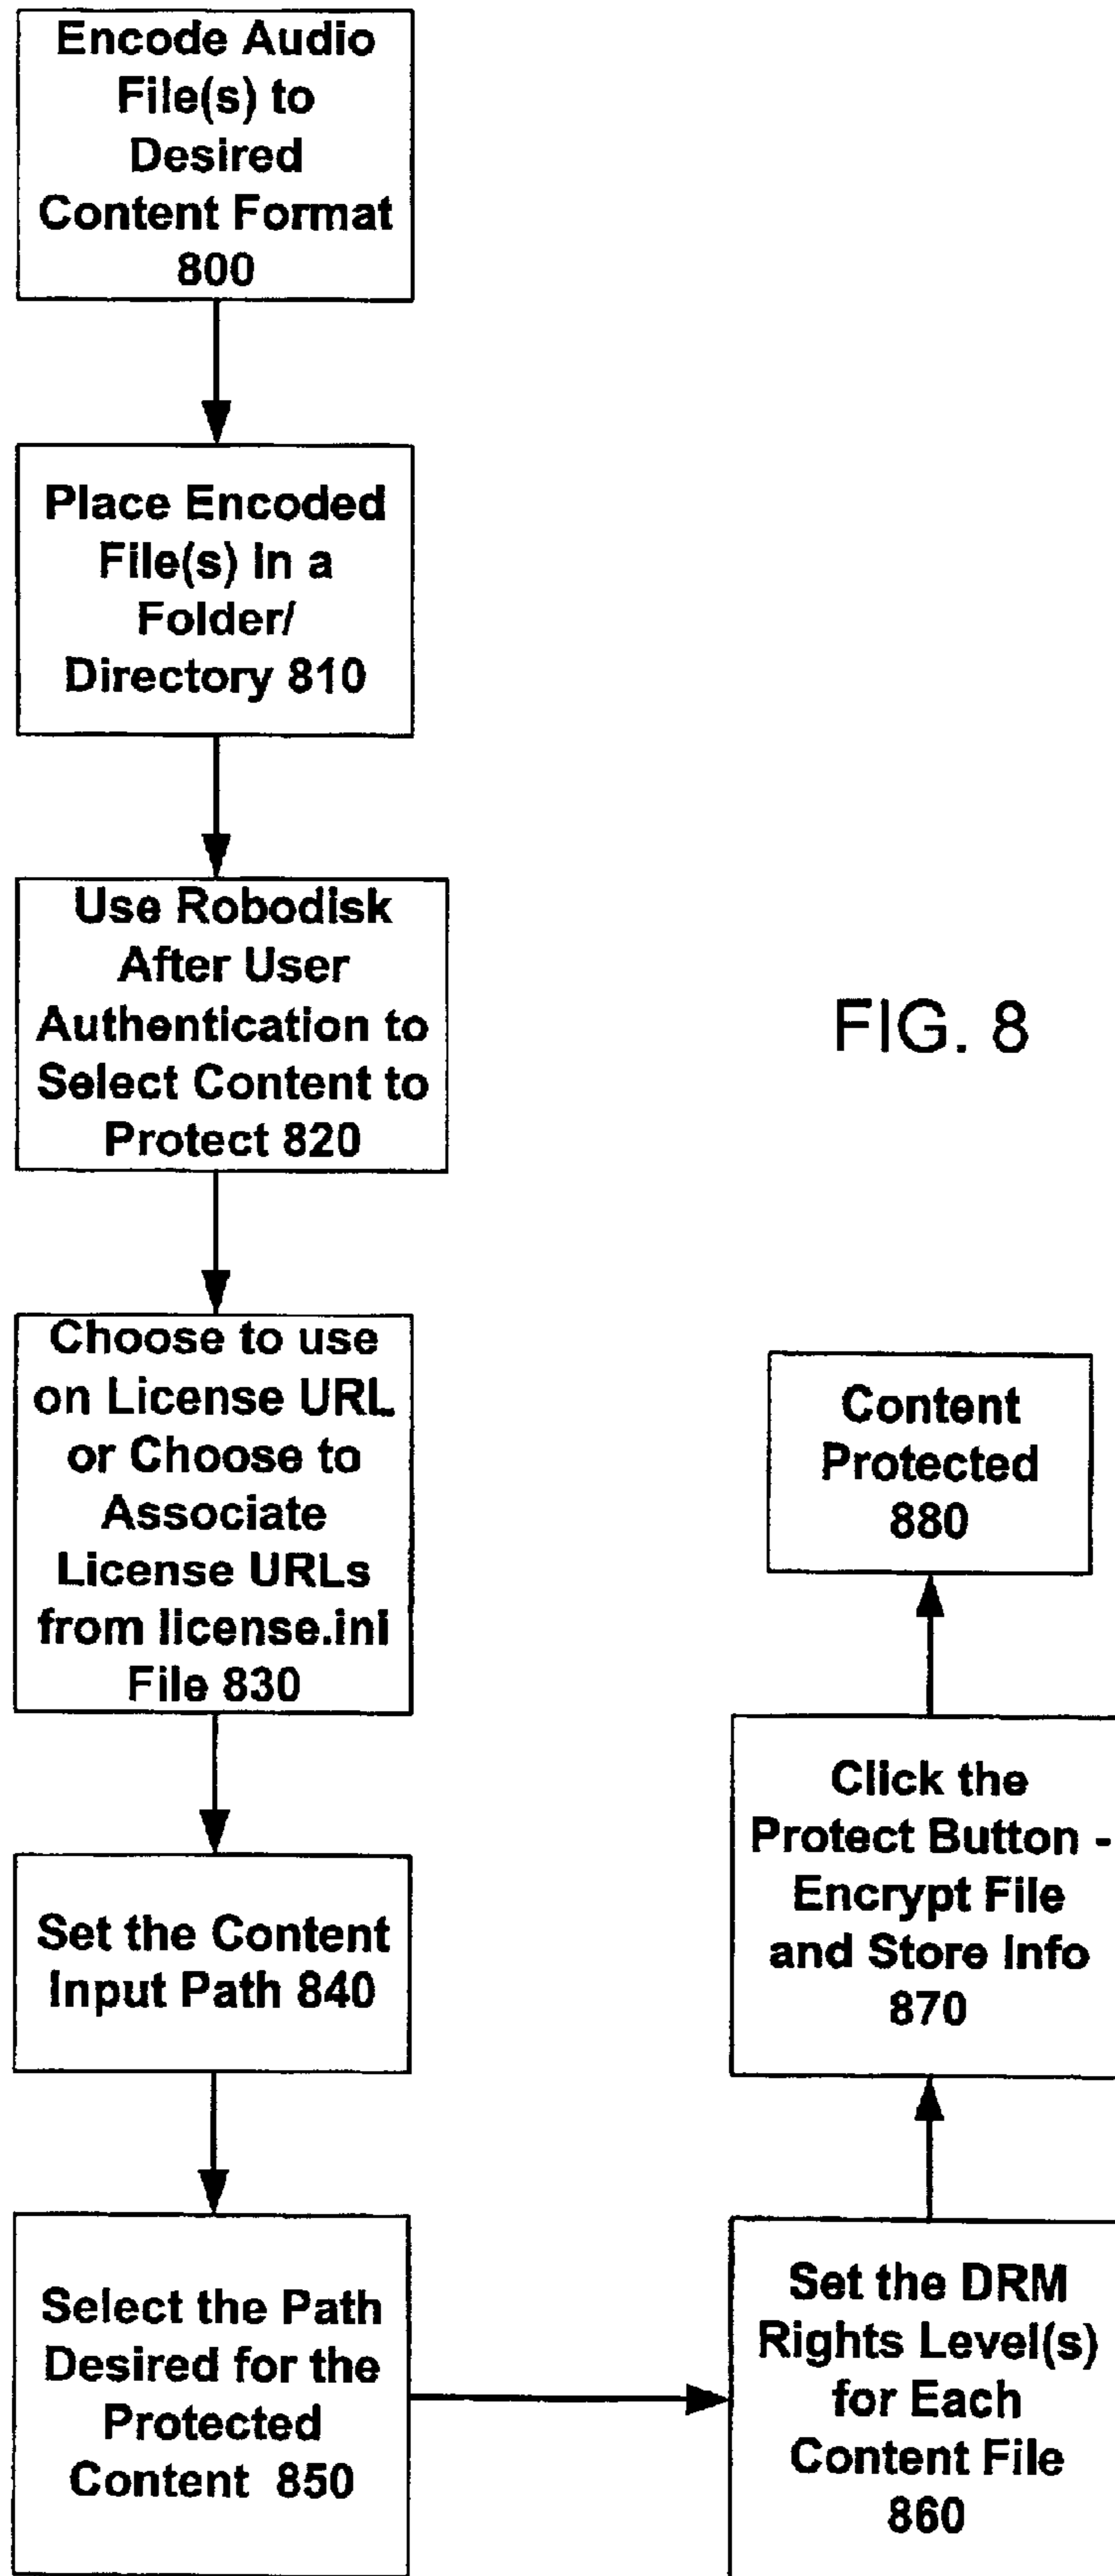 Encode Audio
File(s) to
Desired
Content Format
800
Place Encoded
File(s) in a
Folder/
Directory 810
Use Robodisk
After User
Authentication to
Select Content to
Protect 820
Choose to use
on License URL
or Choose to
Associate
License URLs
from license.ini
File 830
Set the Content
Input Path 840
Select the Path
Desired for the
Protected
Content 850
Set the DRM
Rights Level(s)
for Each
Content File
860
Click the
Protect Button -
Encrypt File
and Store Info
870
Content
Protected
880
FIG. 8